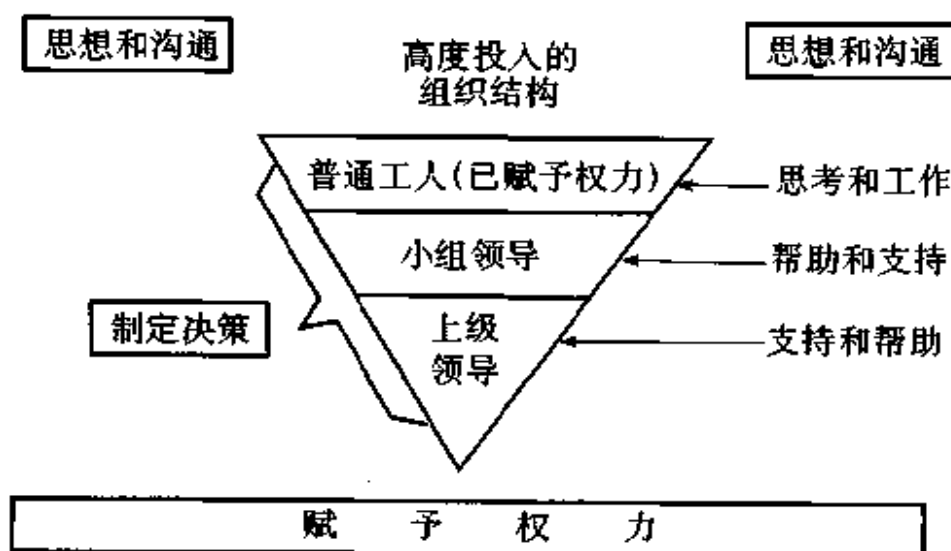 思想和沟通
高度投入的
组织结构
思想和沟通
普通工人(已赋予权力)
思考和工作
小组领导
帮助和支持
制定决策
上级
领导
支持和帮助
赋予权力